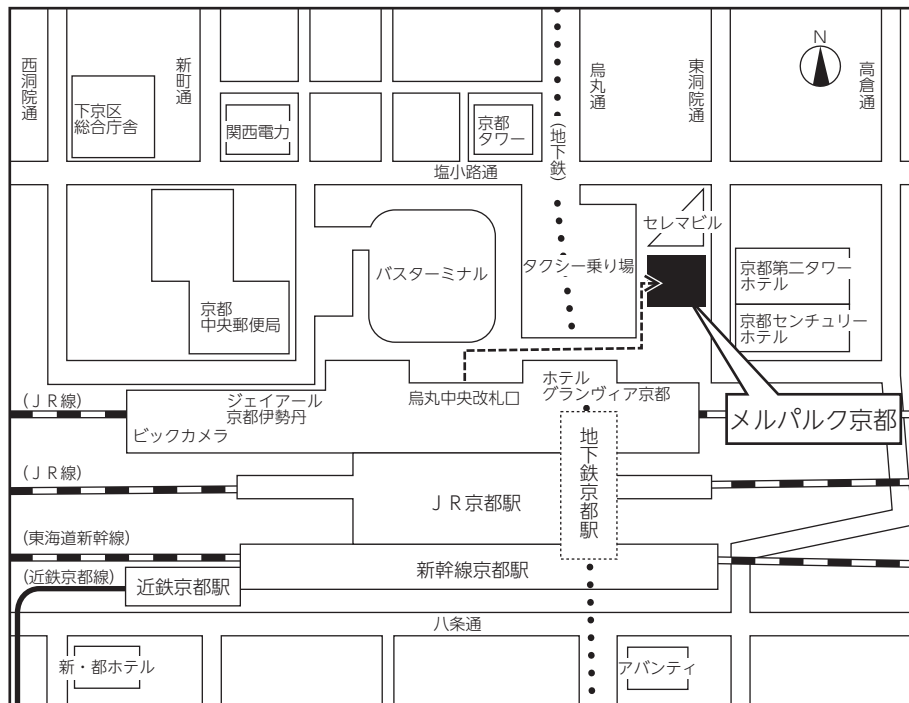 西洞院通
新町通
烏丸通
東洞院通
高倉通
N
下京区
総合庁舎
関西電力
京都
タワー
(地下鉄)
塩小路通
セレマビル
バスターミナル
タクシー乗り場
京都第二タワー
ホテル
京都
中央郵便局
京都センチュリー
ホテル
(JR線)
ジェイアール
京都伊勢丹
ビックカメラ
烏丸中央改札口
ホテル
グランヴィア京都
メルパルク京都
地下鉄京都駅
(JR線)
JR京都駅
(東海道新幹線)
(近鉄京都線)
近鉄京都駅
新幹線京都駅
八条通
新・都ホテル
アバンティ